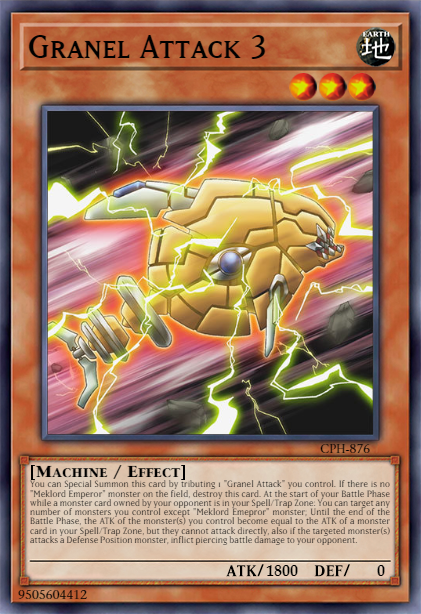 Granel Attack 3
EARTH
地
CPH-876
[Machine / Effect]
You can Special Summon this card by tributing 1 "Granel Attack" you control. If there is no
"Meklord Emperor" monster on the field, destroy this card. At the start of your Battle Phase
while a monster card owned by your opponent is in your Spell/Trap Zone: You can target any
number of monsters you control except "Meklord Emepror" monster; Until the end of the
Battle Phase, the ATK of the monster(s) you control become equal to the ATK of a monster
card in your Spell/Trap Zone, but they cannot attack directly, also if the targeted monster(s)
attacks a Defense Position monster, inflict piercing battle damage to your opponent.
ATK/1800 DEF/ 0
9505604412